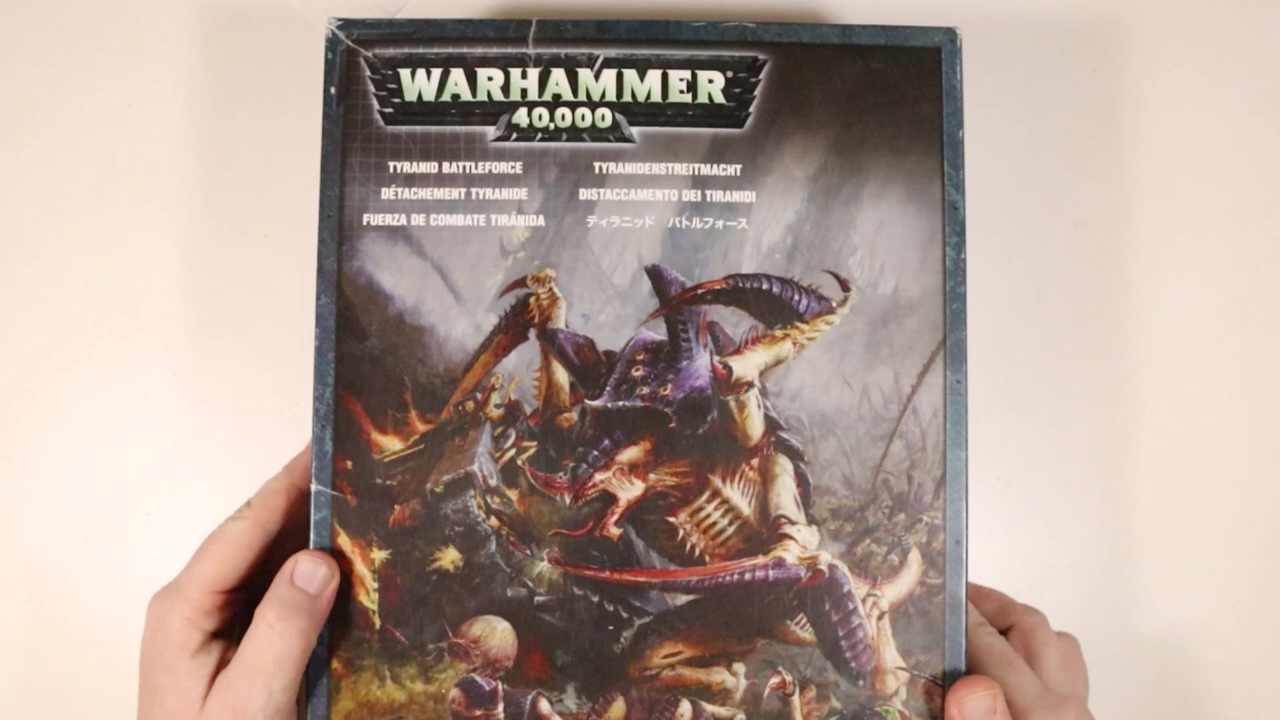 WARHAMMER®
40,000
TYRANID BATTLEFORCE
DÉTACHEMENT TYRANIDE
FUERZA DE COMBATE TIRÁNIDA
TYRANIDENSTREITMACHT
DISTACCAMENTO DEI TIRANIDI
ティラニッド バトルフォース